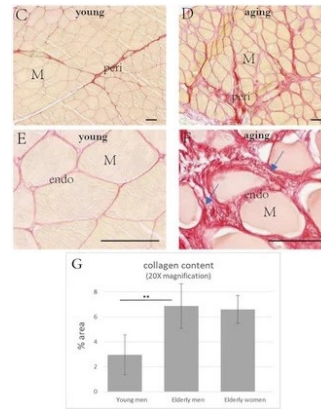 C
young
M
peri
D
aging
M
peri
E
young
M
endo
F
aging
endo
M
G
collagen content
(20X magnification)
**
% area
8
6
4
2
0
Young men
Elderly men
Elderly women